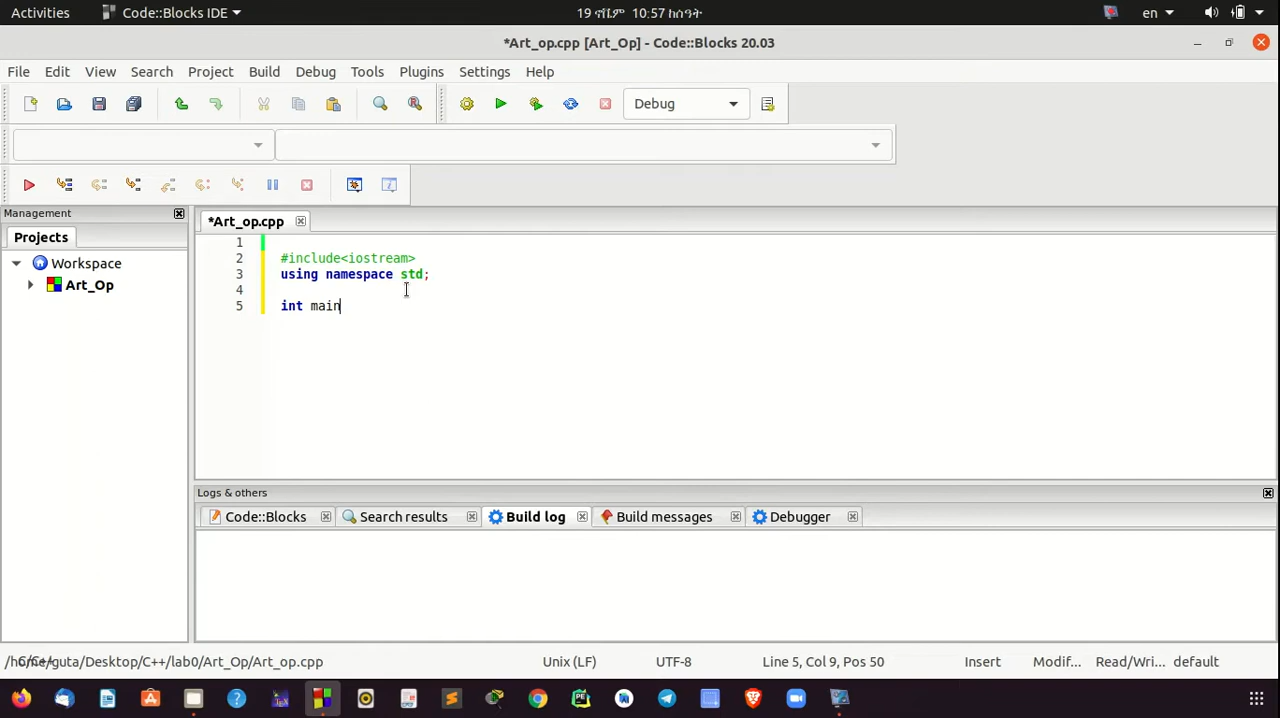 Activities Code::Blocks IDE 19 ኖቬም 10:57 ከሰዓት en
*Art_op.cpp [Art_Op] - Code::Blocks 20.03
File Edit View Search Project Build Debug Tools Plugins Settings Help
Debug
Management
*Art_op.cpp
Projects
Workspace
Art_Op
1
2 #include<iostream>
3 using namespace std;
4
5 int main
Logs & others
Code::Blocks Search results Build log Build messages Debugger
/home/guta/Desktop/C++/lab0/Art_Op/Art_op.cpp Unix (LF) UTF-8 Line 5, Col 9, Pos 50 Insert Modif... Read/Wri... default